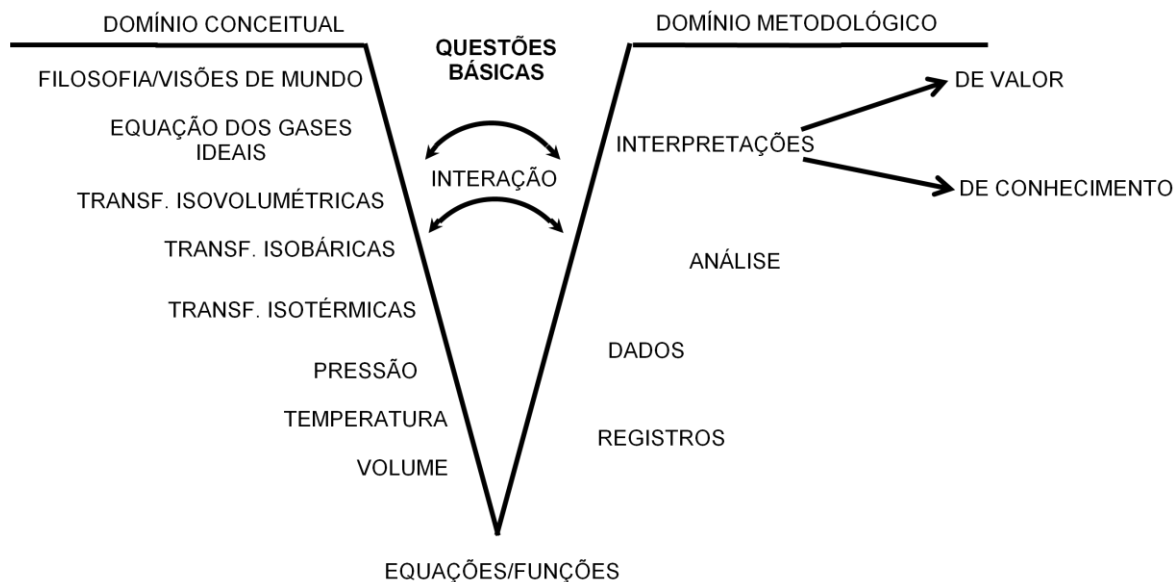 DOMÍNIO CONCEITUAL
FILOSOFIA/VISÕES DE MUNDO
EQUAÇÃO DOS GASES
IDEAIS
TRANSF. ISOVOLUMÉTRICAS
TRANSF. ISOBÁRICAS
TRANSF. ISOTÉRMICAS
PRESSÃO
TEMPERATURA
VOLUME
QUESTÕES
BÁSICAS
INTERAÇÃO
DOMÍNIO METODOLÓGICO
INTERPRETAÇÕES
DE VALOR
DE CONHECIMENTO
ANÁLISE
DADOS
REGISTROS
EQUAÇÕES/FUNÇÕES